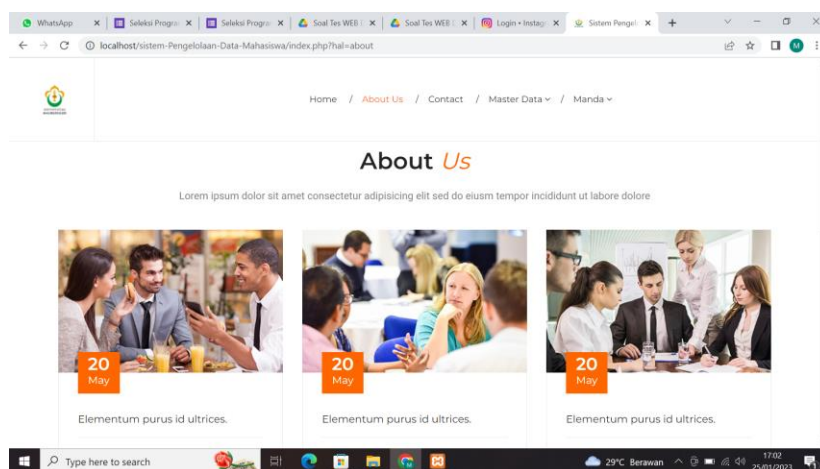 WhatsApp
Seleksi Progra
Seleksi Progra
Soal Tes WEB
Soal Tes WEB
Login • Instag
Sistem Pengel
localhost/sistem-Pengelolaan-Data-Mahasiswa/index.php?hal=about
M
Home / About Us / Contact / Master Data / Manda
About Us
Lorem ipsum dolor sit amet consectetur adipisicing elit sed do eiusm tempor incididunt ut labore dolore
20
May
20
May
20
May
Elementum purus id ultrices.
Elementum purus id ultrices.
Elementum purus id ultrices.
Type here to search
29°C Berawan
17:02
25/01/2023